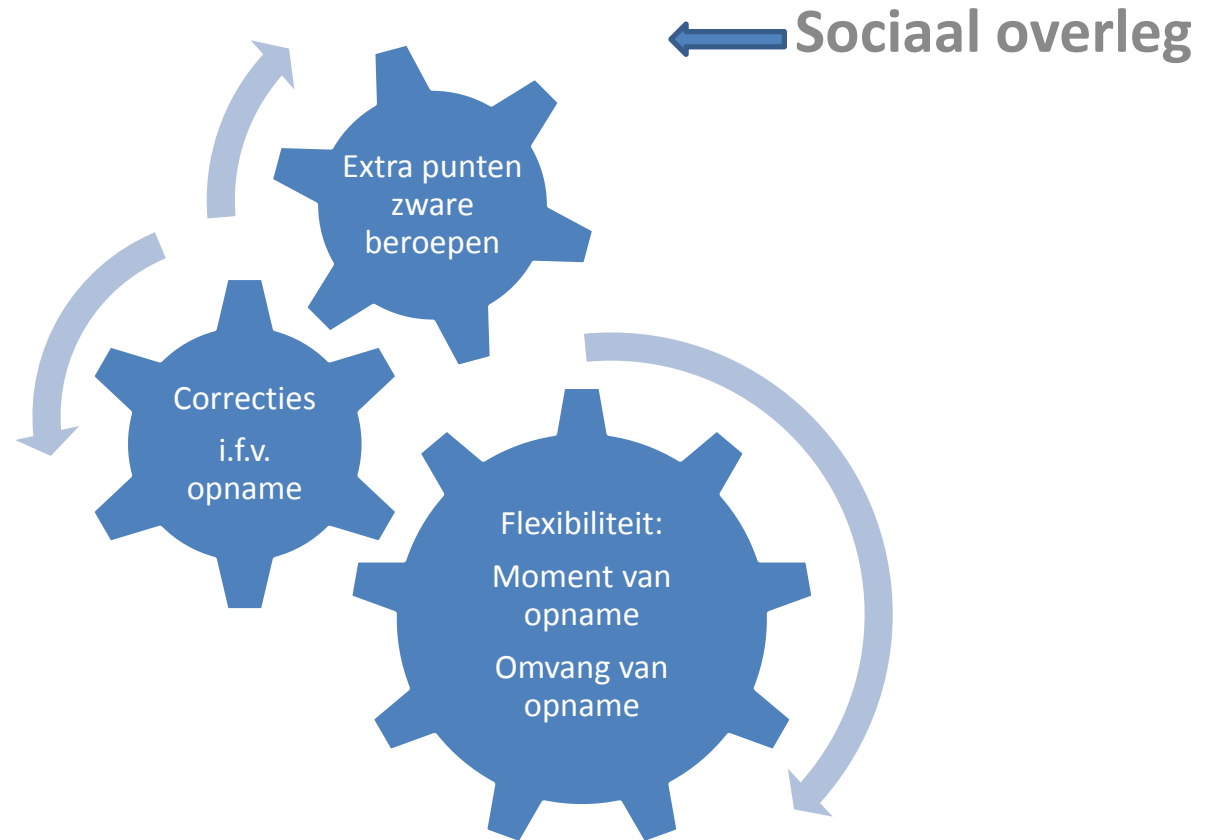 Sociaal overleg
Extra punten
zware
beroepen
Correcties
i.f.v.
opname
Flexibiliteit:
Moment van
opname
Omvang van
opname